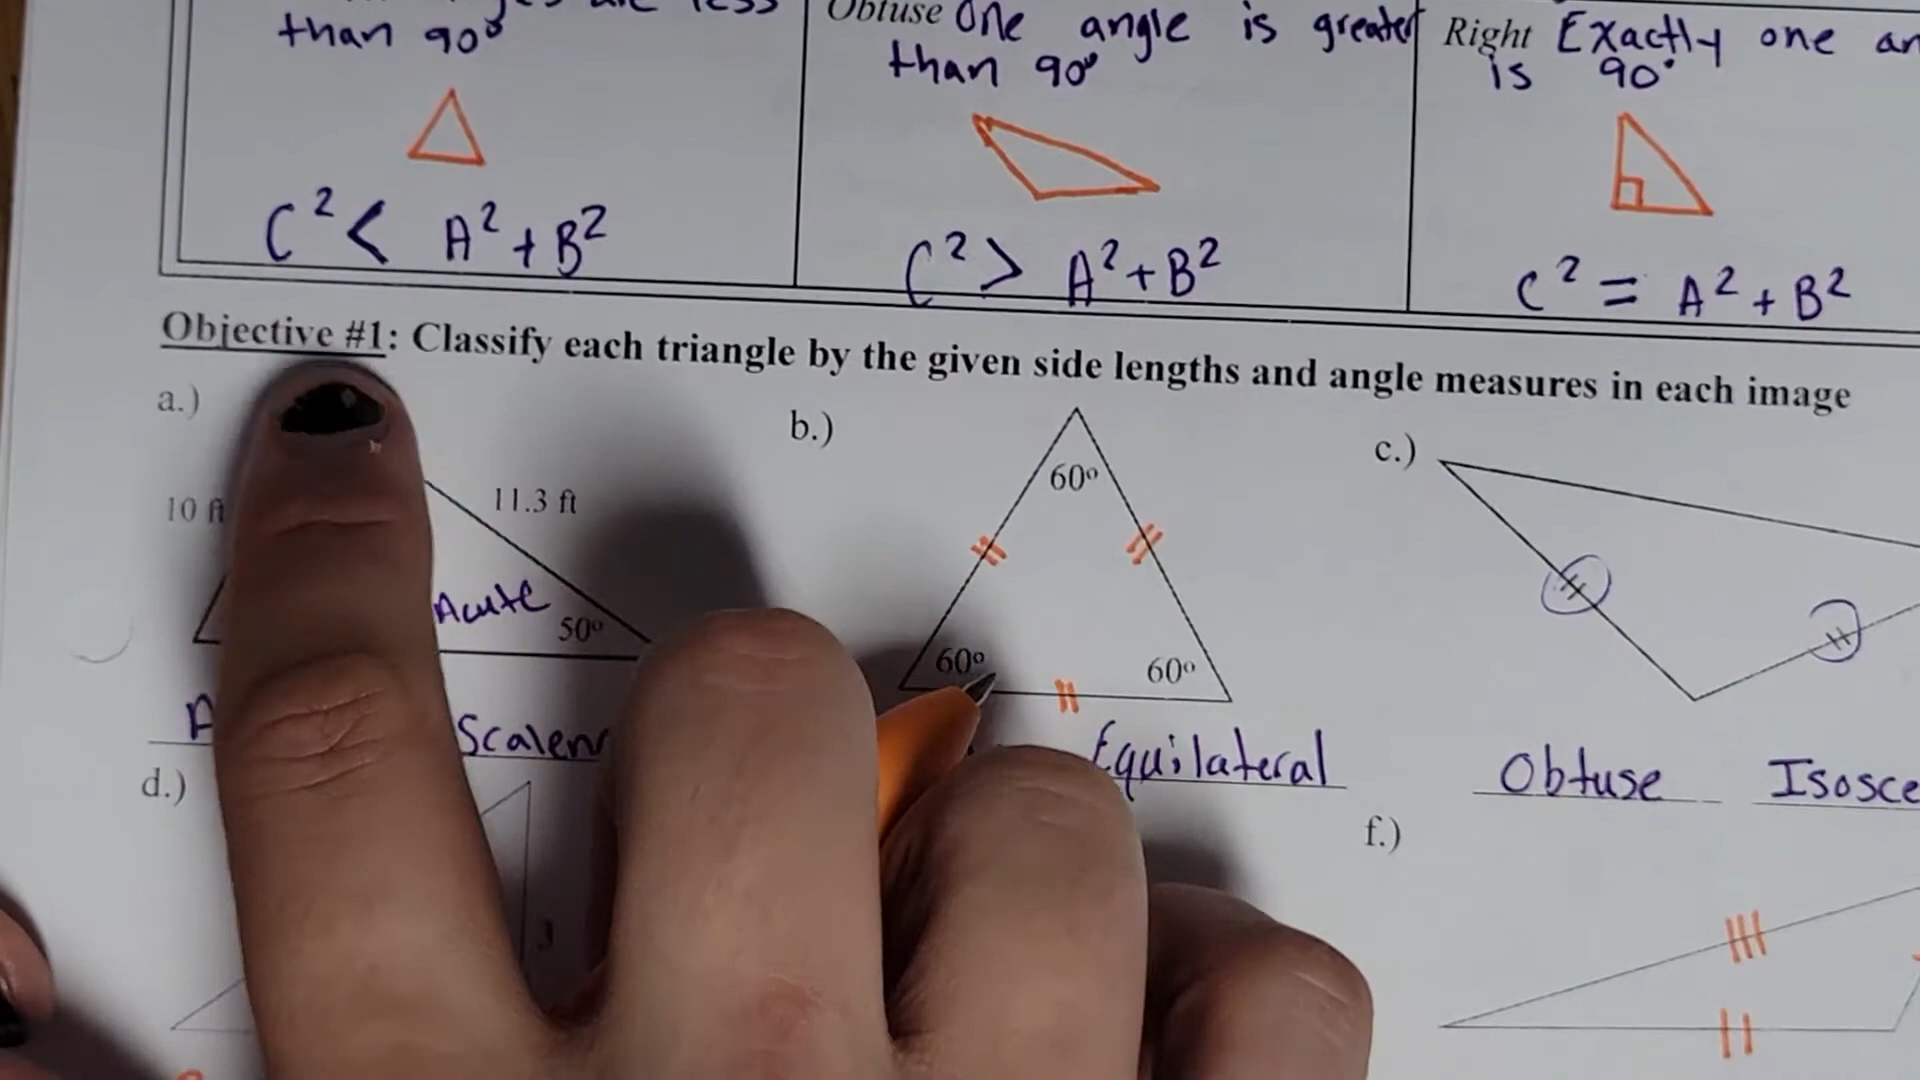 less
than 90°
C² < A² + B²
Obtuse One angle is greater
than 90°
C² > A² + B²
Right Exactly one
is 90°
C² = A² + B²
Objective #1: Classify each triangle by the given side lengths and angle measures in each image
a.)
10 ft
11.3 ft
Acute
50°
b.)
60°
60°
60°
Equilateral
c.)
Obtuse
d.)
f.)